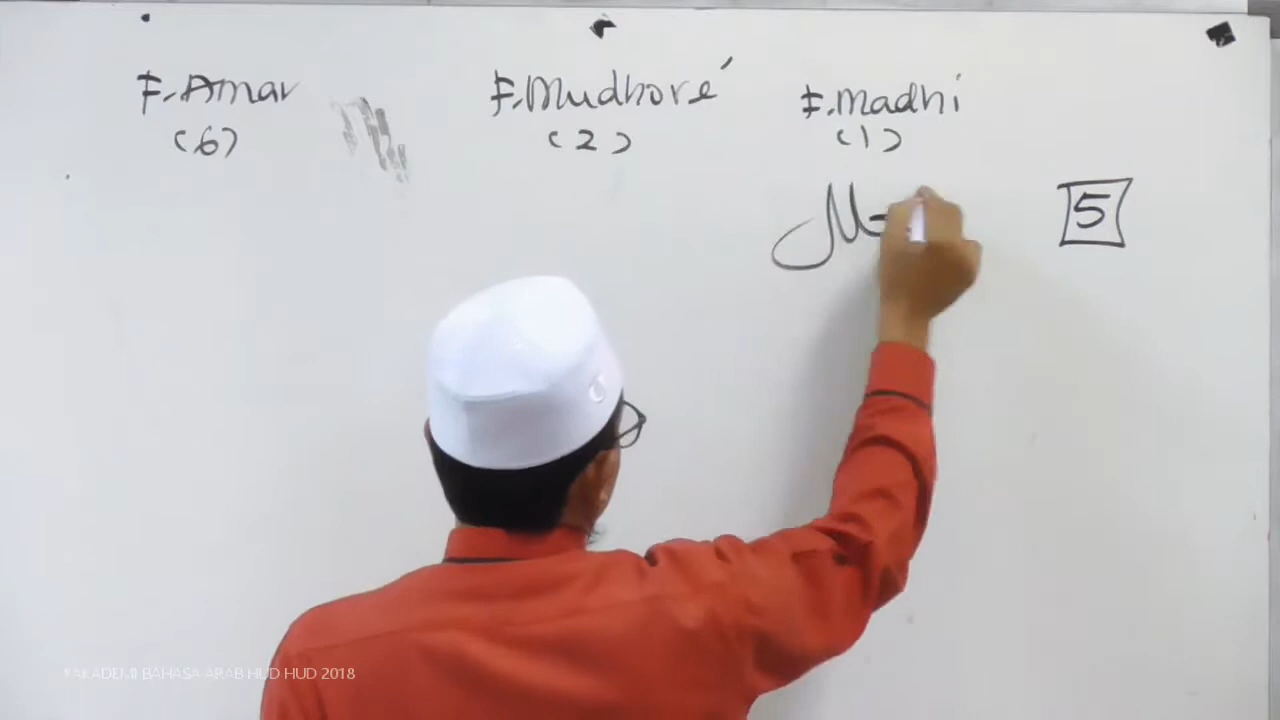 F. Amar F. Mudhore' F. Madhi
(6) (2) (1)
5
*AKADEMI BAHASA ARAB HUD HUD 2018